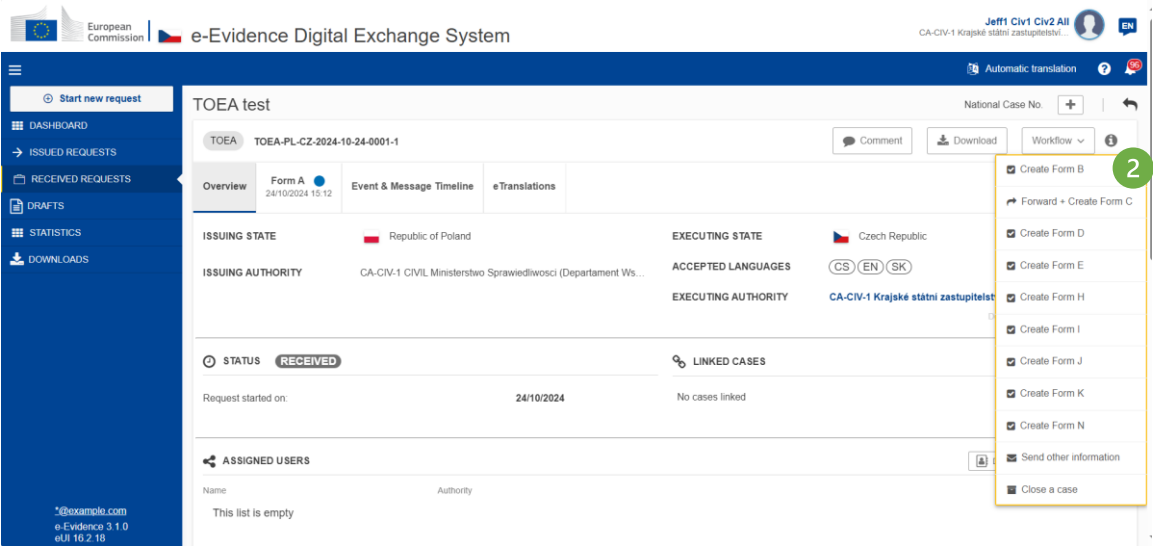 European
Commission
e-Evidence Digital Exchange System
Jeff1 Civ1 Civ2 All
CA-CIV-1 Krajské státní zastupitelství...
EN
Automatic translation
?
96
Start new request
DASHBOARD
ISSUED REQUESTS
RECEIVED REQUESTS
DRAFTS
STATISTICS
DOWNLOADS
*@example.com
e-Evidence 3.1.0
eUI 16.2.18
TOEA test
National Case No.
TOEA TOEA-PL-CZ-2024-10-24-0001-1
Comment
Download
Workflow
Overview
Form A
24/10/2024 15:12
Event & Message Timeline
eTranslations
ISSUING STATE
Republic of Poland
ISSUING AUTHORITY
CA-CIV-1 CIVIL Ministerstwo Sprawiedliwosci (Departament Ws...
EXECUTING STATE
Czech Republic
ACCEPTED LANGUAGES
CS EN SK
EXECUTING AUTHORITY
CA-CIV-1 Krajské státní zastupitelst
STATUS RECEIVED
Request started on:
24/10/2024
LINKED CASES
No cases linked
ASSIGNED USERS
Name
Authority
This list is empty
2
Create Form B
Forward + Create Form C
Create Form D
Create Form E
Create Form H
Create Form I
Create Form J
Create Form K
Create Form N
Send other information
Close a case